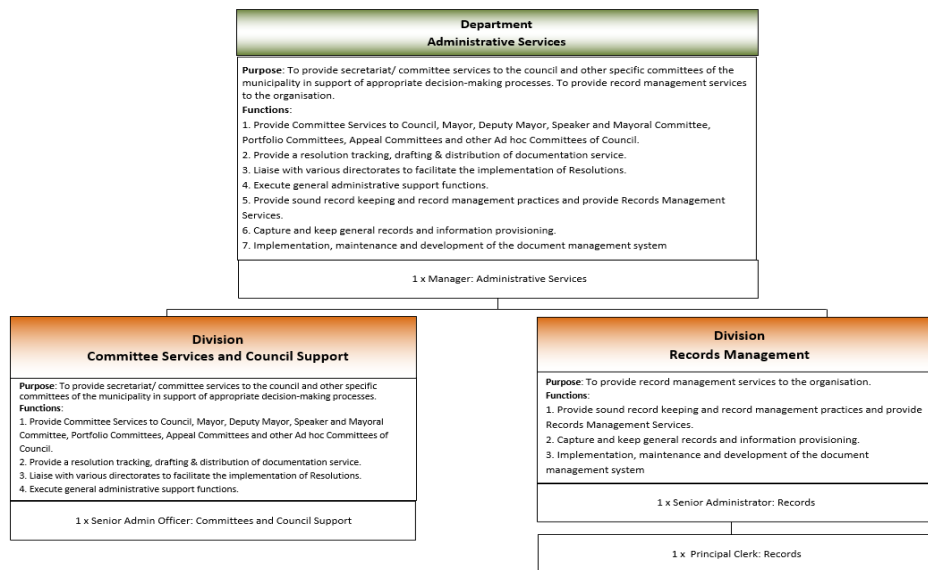 Department
Administrative Services
Purpose: To provide secretariat/ committee services to the council and other specific committees of the
municipality in support of appropriate decision-making processes. To provide record management services
to the organisation.
Functions:
1. Provide Committee Services to Council, Mayor, Deputy Mayor, Speaker and Mayoral Committee,
Portfolio Committees, Appeal Committees and other Ad hoc Committees of Council.
2. Provide a resolution tracking, drafting & distribution of documentation service.
3. Liaise with various directorates to facilitate the implementation of Resolutions.
4. Execute general administrative support functions.
5. Provide sound record keeping and record management practices and provide Records Management
Services.
6. Capture and keep general records and information provisioning.
7. Implementation, maintenance and development of the document management system
1 x Manager: Administrative Services
Division
Committee Services and Council Support
Purpose: To provide secretariat/ committee services to the council and other specific
committees of the municipality in support of appropriate decision-making processes.
Functions:
1. Provide Committee Services to Council, Mayor, Deputy Mayor, Speaker and Mayoral
Committee, Portfolio Committees, Appeal Committees and other Ad hoc Committees of
Council.
2. Provide a resolution tracking, drafting & distribution of documentation service.
3. Liaise with various directorates to facilitate the implementation of Resolutions.
4. Execute general administrative support functions.
1 x Senior Admin Officer: Committees and Council Support
Division
Records Management
Purpose: To provide record management services to the organisation.
Functions:
1. Provide sound record keeping and record management practices and provide
Records Management Services.
2. Capture and keep general records and information provisioning.
3. Implementation, maintenance and development of the document
management system
1 x Senior Administrator: Records
1 x Principal Clerk: Records